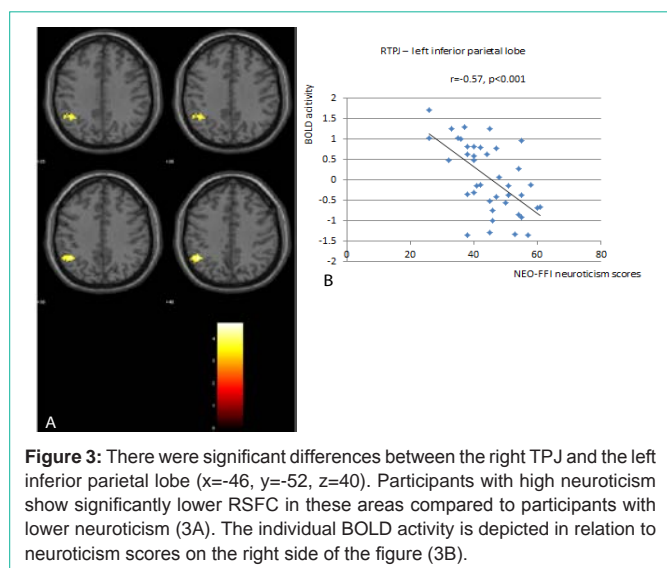 RTPJ – left inferior parietal lobe
r=-0.57, p<0.001
BOLD acitivity
2
1.5
1
0.5
0
-0.5
-1
-1.5
-2
0
20
40
60
80
NEO-FFI neuroticism scores
A
B
Figure 3: There were significant differences between the right TPJ and the left
inferior parietal lobe (x=-46, y=-52, z=40). Participants with high neuroticism
show significantly lower RSFC in these areas compared to participants with
lower neuroticism (3A). The individual BOLD activity is depicted in relation to
neuroticism scores on the right side of the figure (3B).